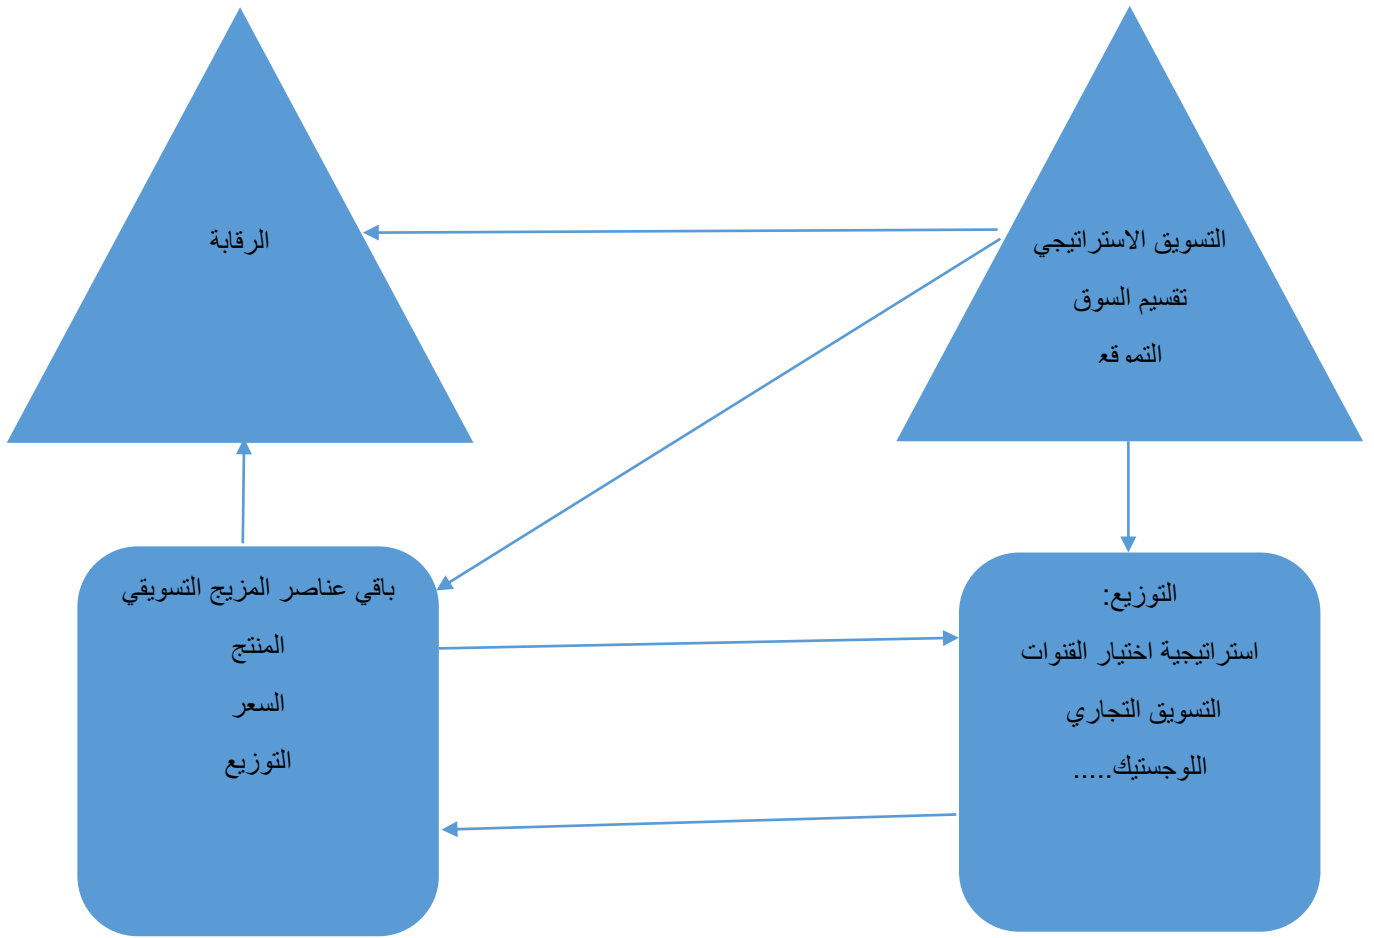 التسويق الاستراتيجي
تقسيم السوق
التموقع
الرقابة
التوزيع:
استراتيجية اختيار القنوات
التسويق التجاري
اللوجستيك.....
باقي عناصر المزيج التسويقي
المنتج
السعر
التوزيع